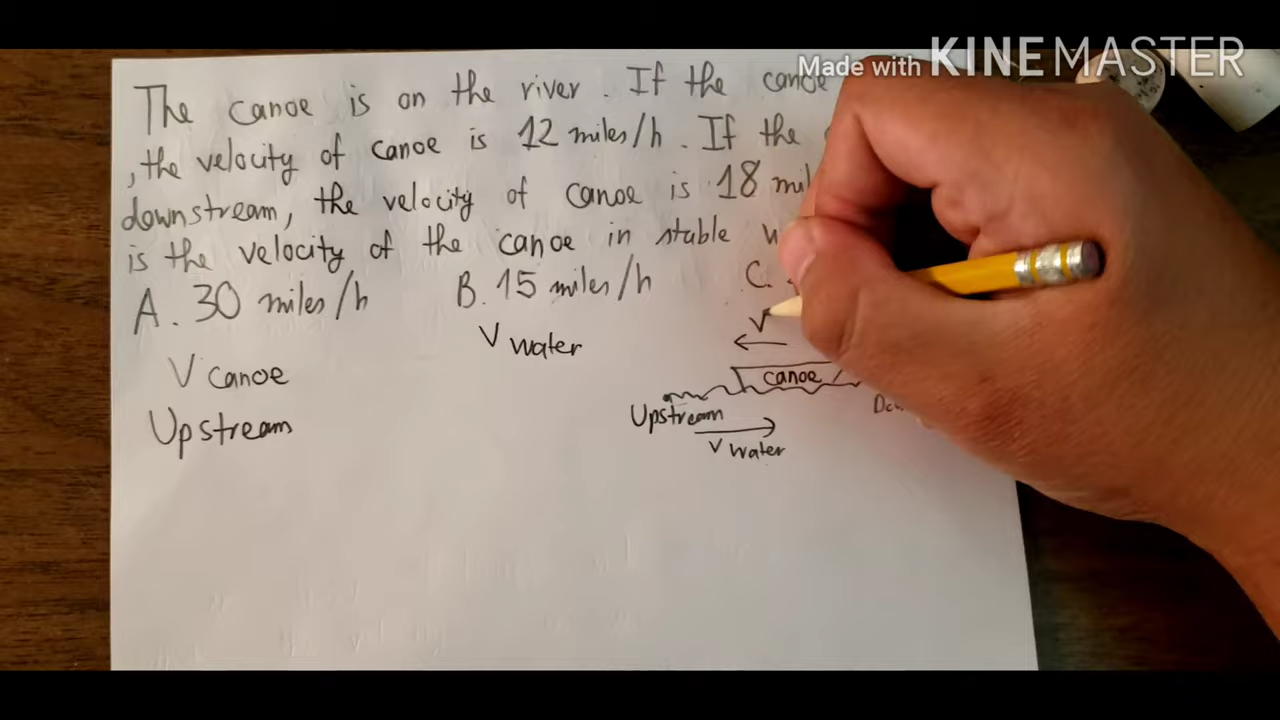 Made with KINEMASTER
The canoe is on the river. If the canoe
, the velocity of canoe is 12 miles/h. If the
downstream, the velocity of canoe is 18
is the velocity of the canoe in stable
A. 30 miles/h B. 15 miles/h C.
V
V water
V canoe
canoe
Upstream
Upstream
V water